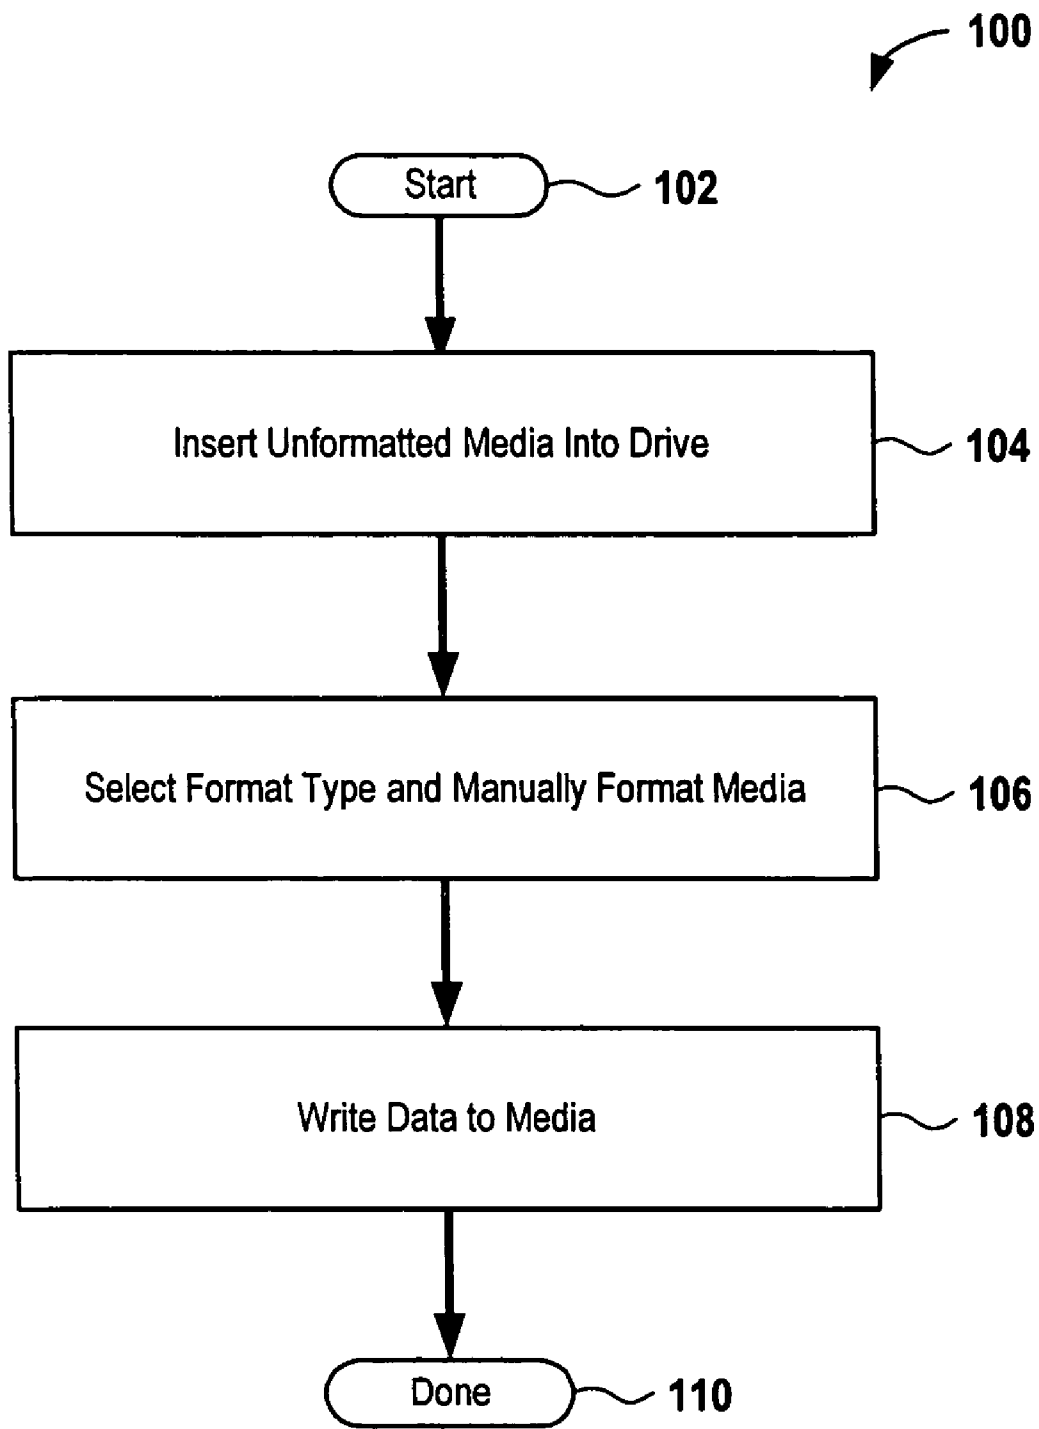 100
Start
102
Insert Unformatted Media Into Drive
104
Select Format Type and Manually Format Media
106
Write Data to Media
108
Done
110